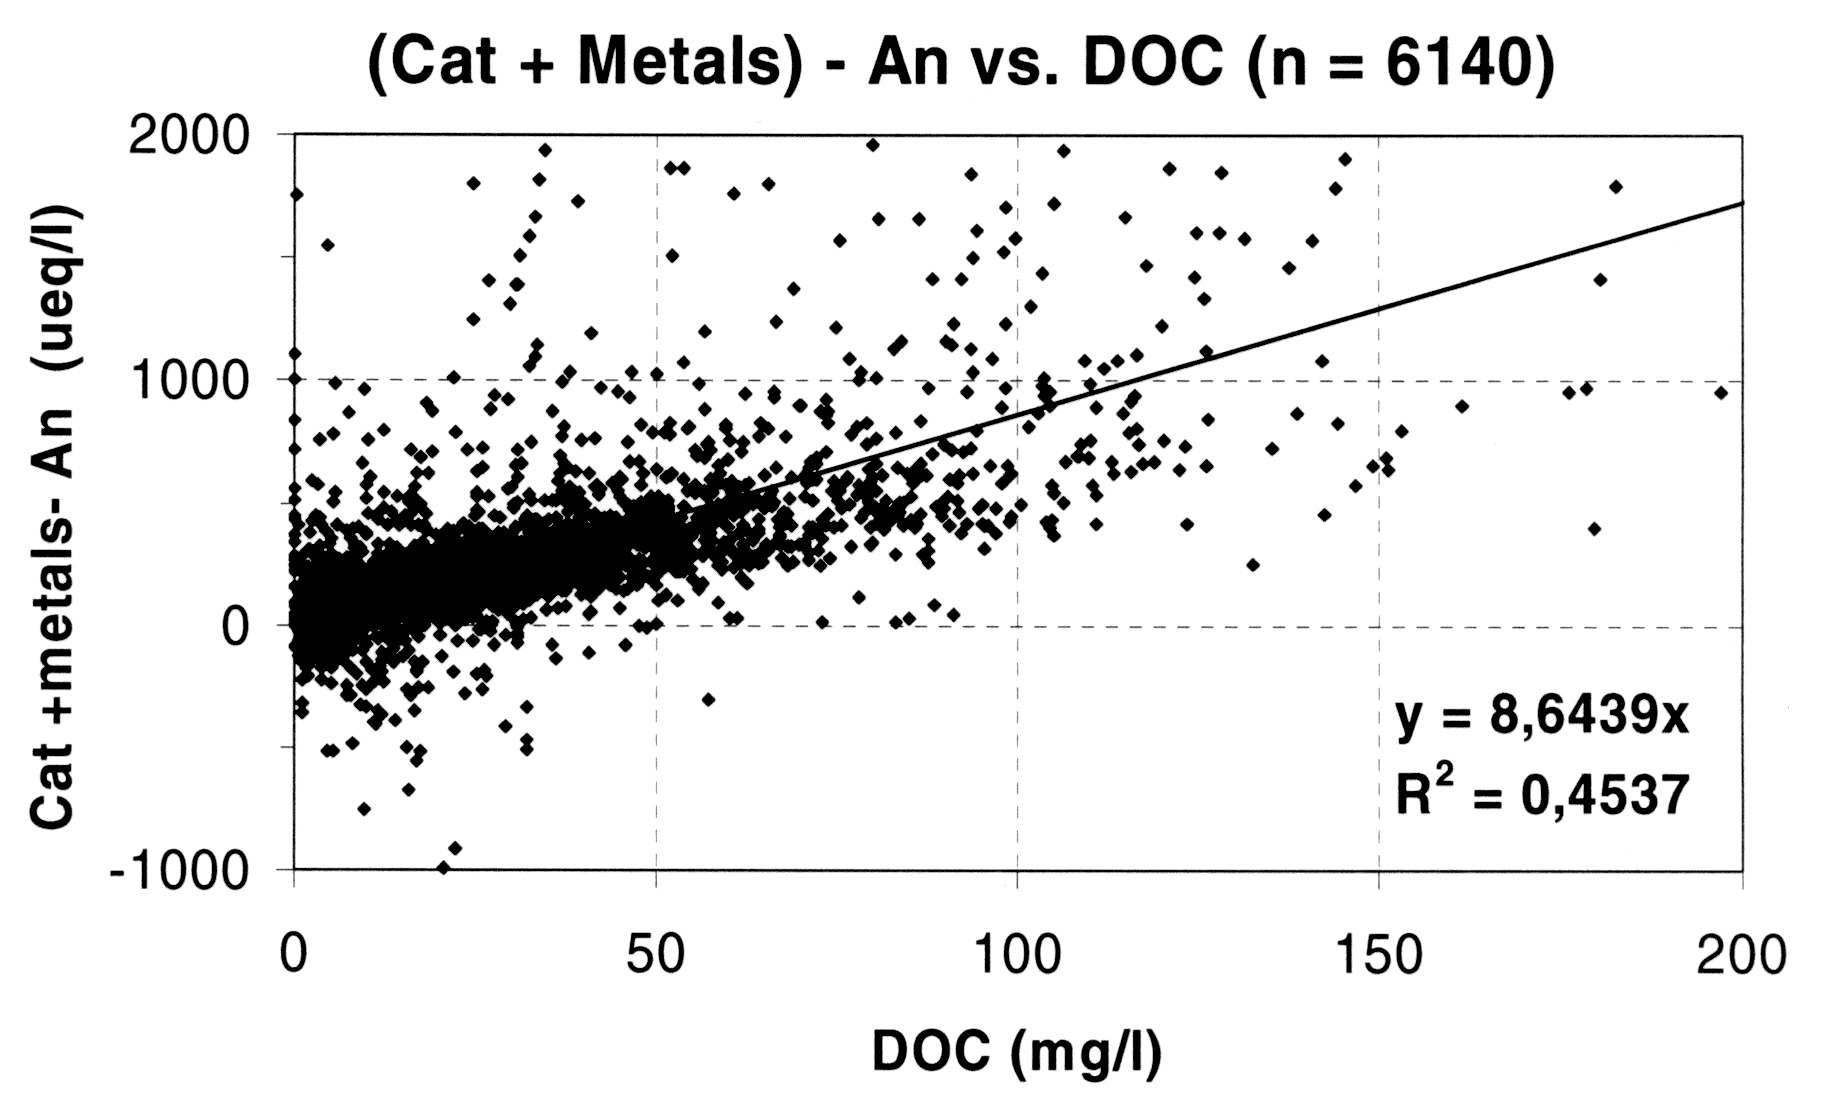 (Cat + Metals) - An vs. DOC (n = 6140)
Cat +metals- An (ueq/l)
2000
1000
0
-1000
y = 8,6439x
R² = 0,4537
0 50 100 150 200
DOC (mg/l)